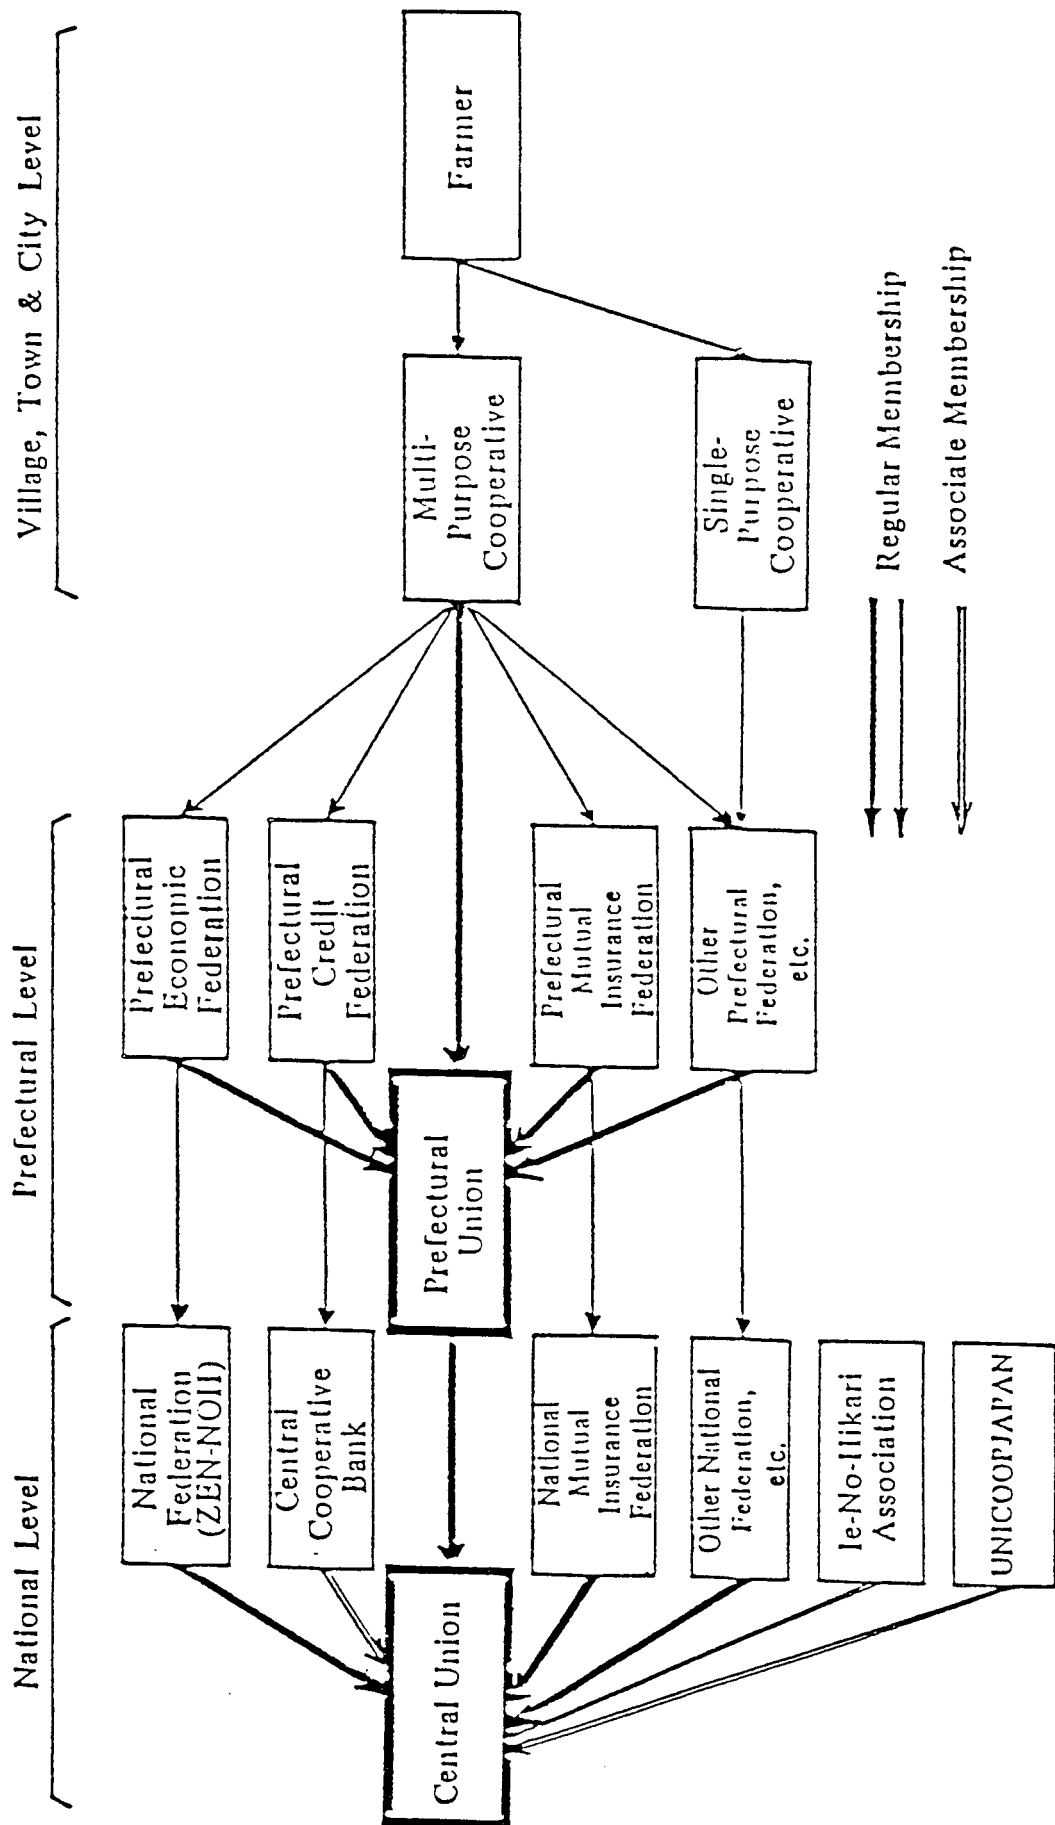 National Level
Prefectural Level
Village, Town & City Level
National
Federation
(ZEN-NOH)
Prefectural
Economic
Federation
Central
Cooperative
Bank
Prefectural
Credit
Federation
Central Union
Prefectural
Union
Multi-
Purpose
Cooperative
Farmer
National
Mutual
Insurance
Federation
Prefectural
Mutual
Insurance
Federation
Other National
Federation,
etc.
Other
Prefectural
Federation,
etc.
Single-
Purpose
Cooperative
Ie-No-Hikari
Association
UNICOOPJAPAN
Regular Membership
Associate Membership